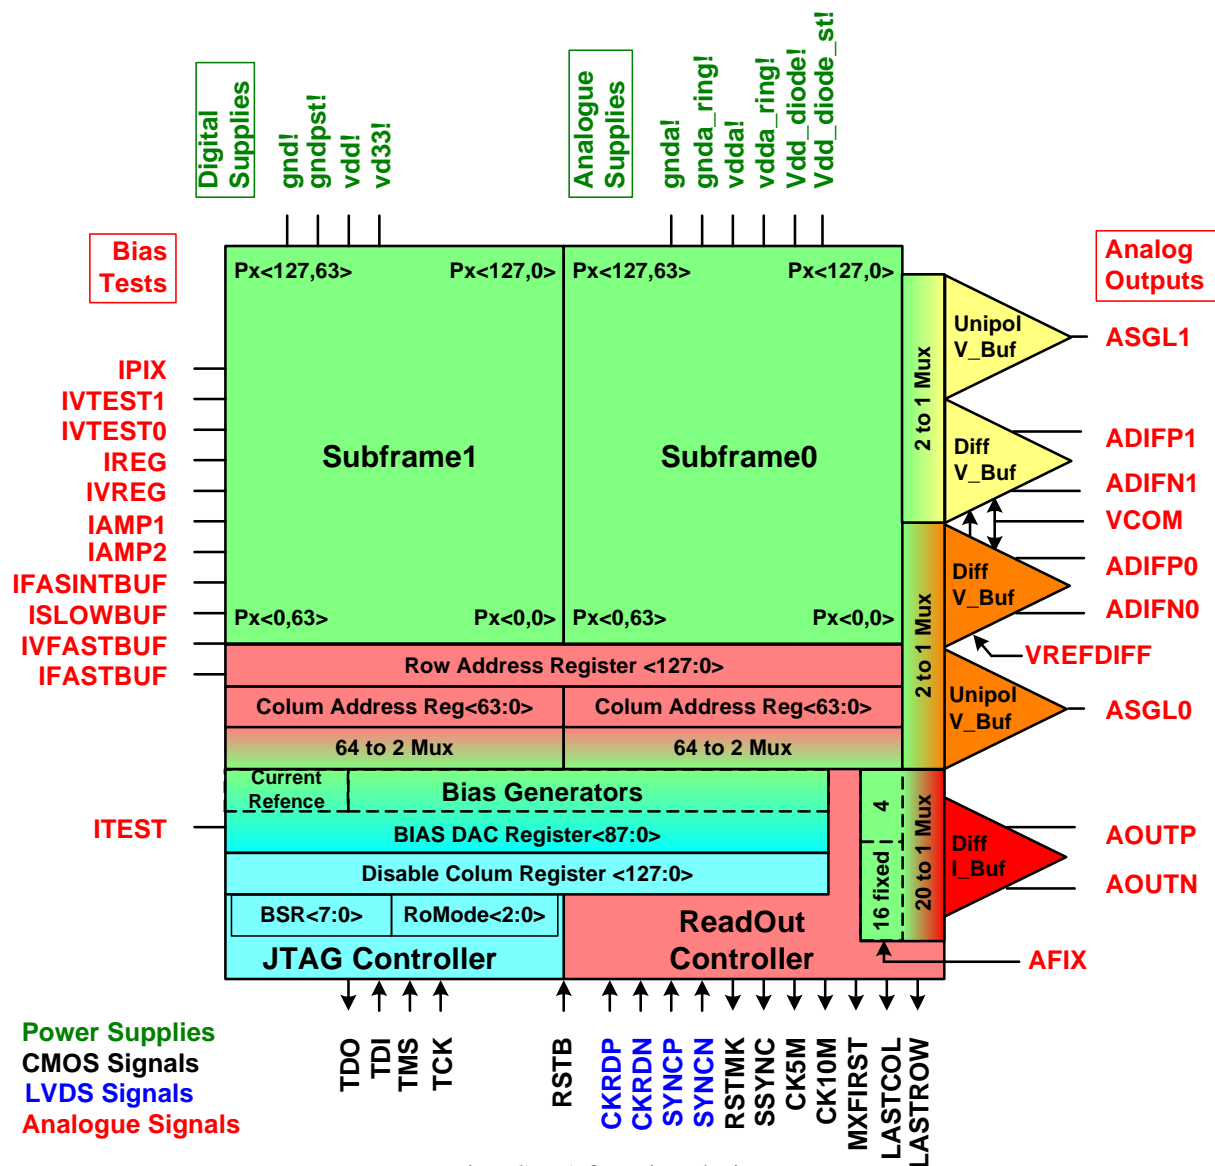 Digital
Supplies
gnd!
gndpst!
vdd!
vd33!
Analogue
Supplies
gnda!
gnda_ring!
vdda!
vdda_ring!
Vdd_diode!
Vdd_diode_st!
Bias
Tests
Analog
Outputs
Px<127,63>
Px<127,0>
Px<127,63>
Px<127,0>
Subframe1
Subframe0
Px<0,63>
Px<0,0>
Px<0,63>
Px<0,0>
IPIX
IVTEST1
IVTEST0
IREG
IVREG
IAMP1
IAMP2
IFASINTBUF
ISLOWBUF
IVFASTBUF
IFASTBUF
ITEST
2 to 1 Mux
Unipol
V_Buf
Diff
V_Buf
2 to 1 Mux
Diff
V_Buf
Unipol
V_Buf
ASGL1
ADIFP1
ADIFN1
VCOM
ADIFP0
ADIFN0
VREFDIFF
ASGL0
Row Address Register <127:0>
Colum Address Reg<63:0>
Colum Address Reg<63:0>
64 to 2 Mux
64 to 2 Mux
Current
Refence
Bias Generators
BIAS DAC Register<87:0>
Disable Colum Register <127:0>
BSR<7:0>
RoMode<2:0>
JTAG Controller
ReadOut
Controller
4
16 fixed
20 to 1 Mux
Diff
I_Buf
AOUTP
AOUTN
AFIX
TDO
TDI
TMS
TCK
RSTB
CKRDP
CKRDN
SYNCP
SYNCN
RSTMK
SSYNC
CK5M
CK10M
MXFIRST
LASTCOL
LASTROW
Power Supplies
CMOS Signals
LVDS Signals
Analogue Signals